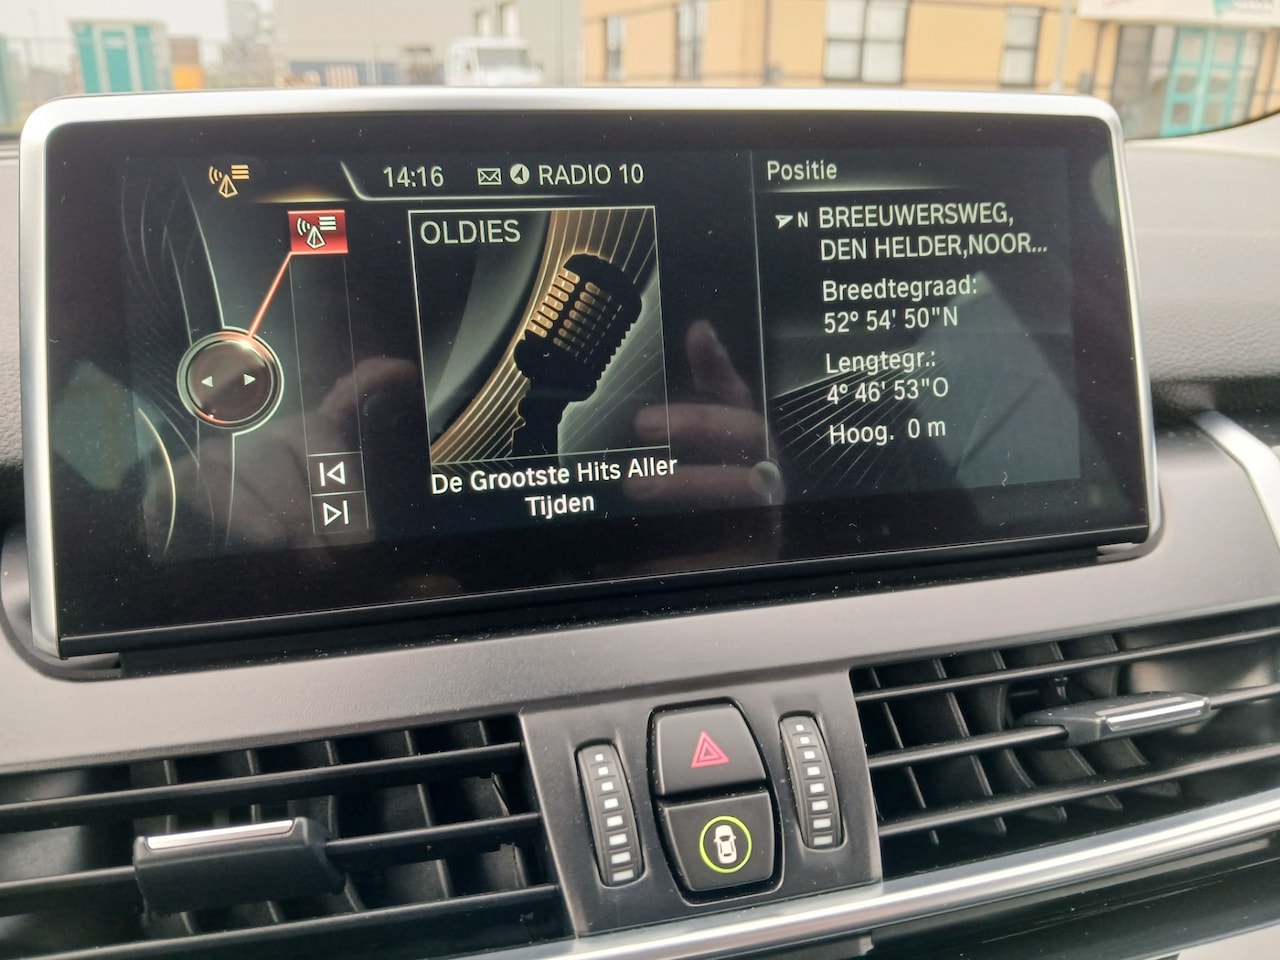 14:16 RADIO 10
OLDIES
De Grootste Hits Aller
Tijden
Positie
N BREEUWERSWEG,
DEN HELDER,NOOR...
Breedtegraad:
52° 54' 50"N
Lengtegr.:
4° 46' 53"O
Hoog. 0 m